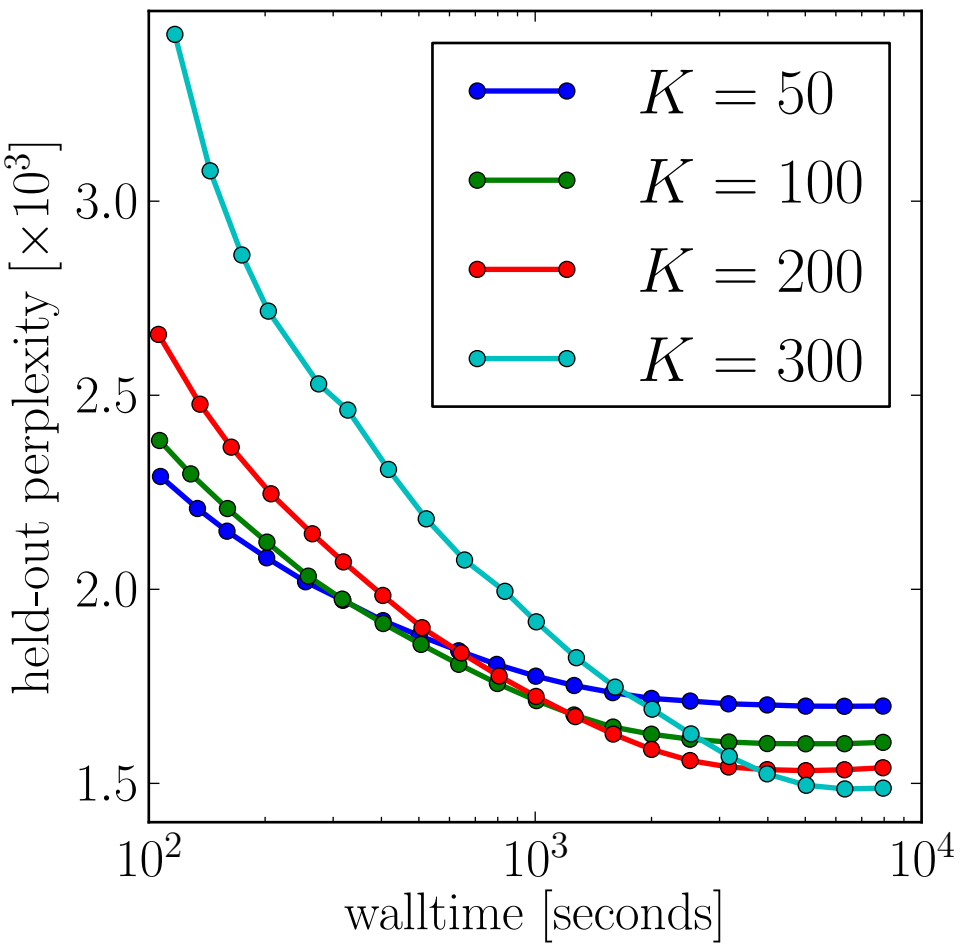 held-out perplexity [×10³]
3.0
2.5
2.0
1.5
K = 50
K = 100
K = 200
K = 300
10² 10³ 10⁴
walltime [seconds]